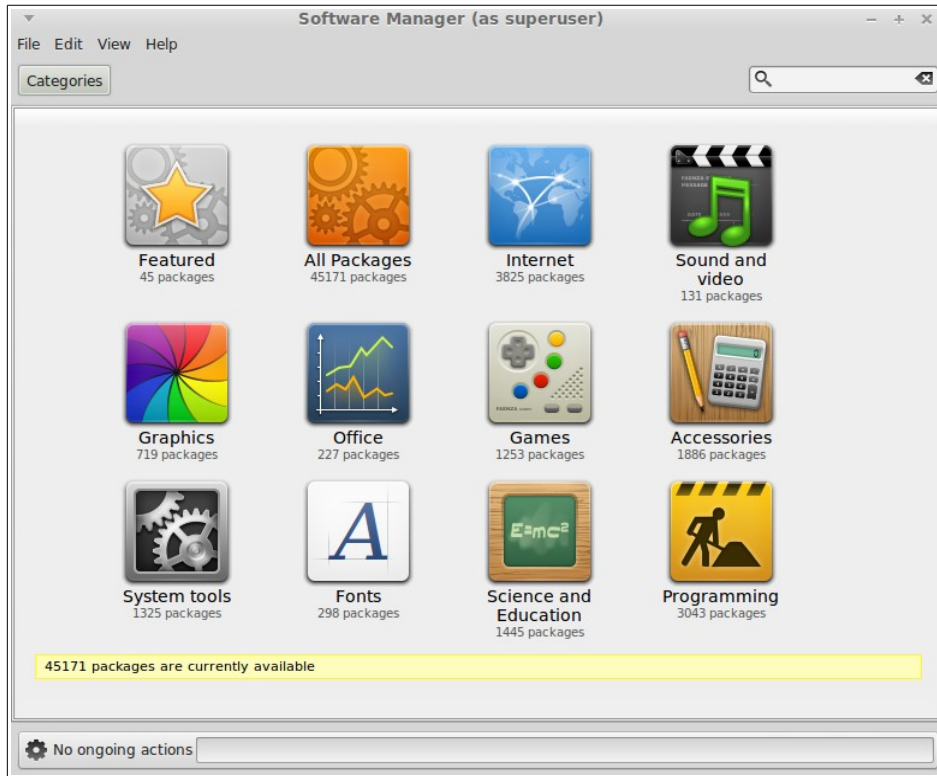 Software Manager (as superuser)
File Edit View Help
Categories
Featured
45 packages
All Packages
45171 packages
Internet
3825 packages
Sound and
video
131 packages
Graphics
719 packages
Office
227 packages
Games
1253 packages
Accessories
1886 packages
System tools
1325 packages
A
Fonts
298 packages
E=mc²
Science and
Education
1445 packages
Programming
3043 packages
45171 packages are currently available
No ongoing actions